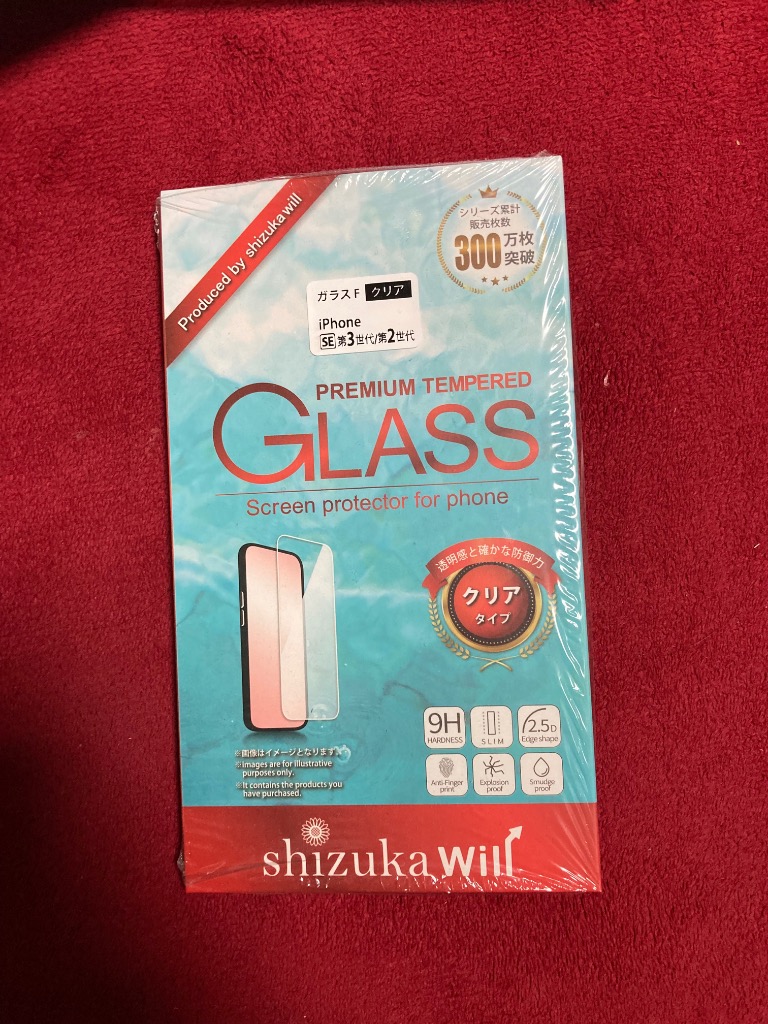 Produced by shizuka will
シリーズ累計
販売枚数
300万枚
突破
ガラスF クリア
iPhone
SE 第3世代/第2世代
PREMIUM TEMPERED
GLASS
Screen protector for phone
透明感と確かな防御力
クリア
タイプ
9H
HARDNESS
SLIM
2.5D
Edge shape
Anti-Finger
print
Explosion
proof
Smudge
proof
※画像はイメージとなります。
※images are for illustrative
purposes only.
※It contains the products you
have purchased.
shizuka will